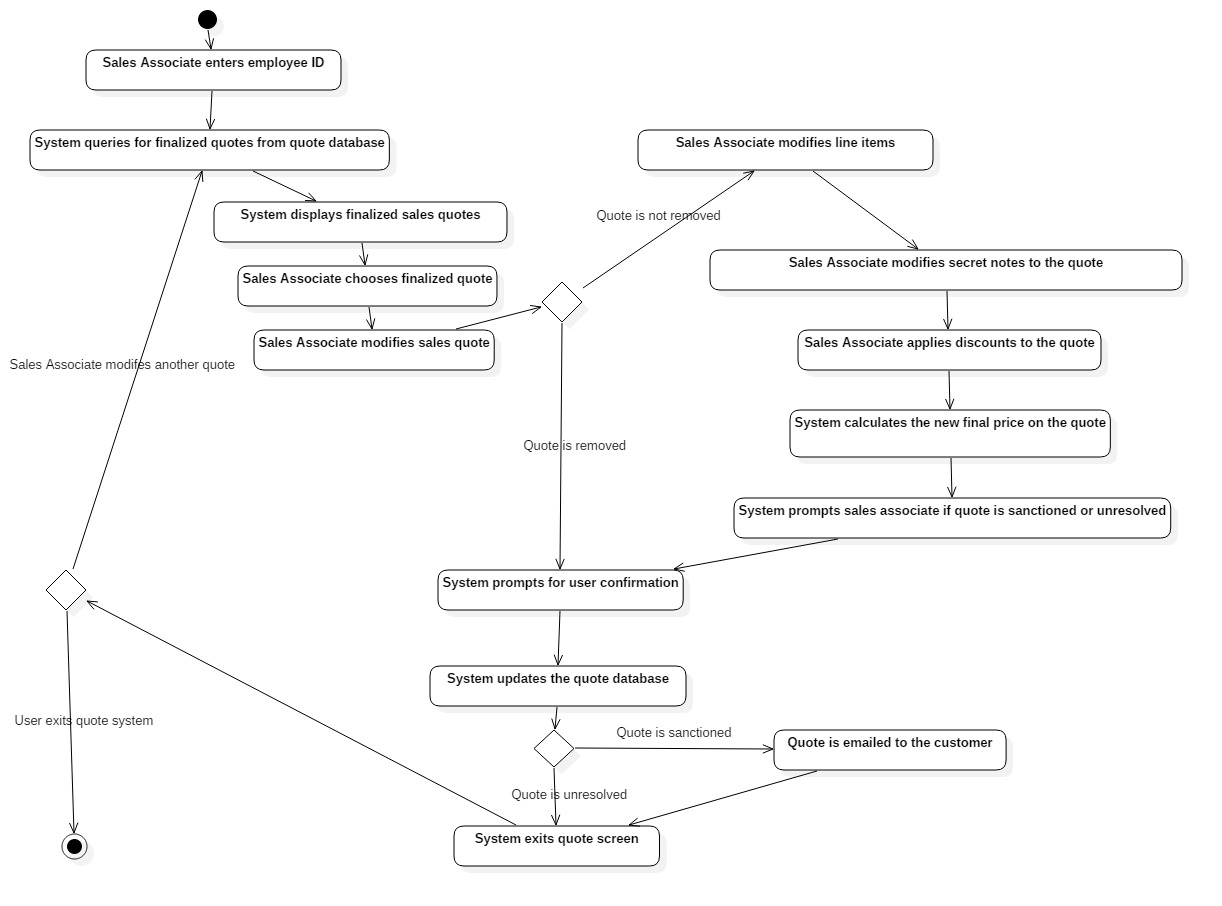 Sales Associate enters employee ID
System queries for finalized quotes from quote database
System displays finalized sales quotes
Sales Associate chooses finalized quote
Sales Associate modifies sales quote
Quote is not removed
Sales Associate modifies line items
Sales Associate modifies secret notes to the quote
Sales Associate applies discounts to the quote
System calculates the new final price on the quote
System prompts sales associate if quote is sanctioned or unresolved
Quote is removed
System prompts for user confirmation
System updates the quote database
Quote is sanctioned
Quote is emailed to the customer
Quote is unresolved
System exits quote screen
Sales Associate modifes another quote
User exits quote system